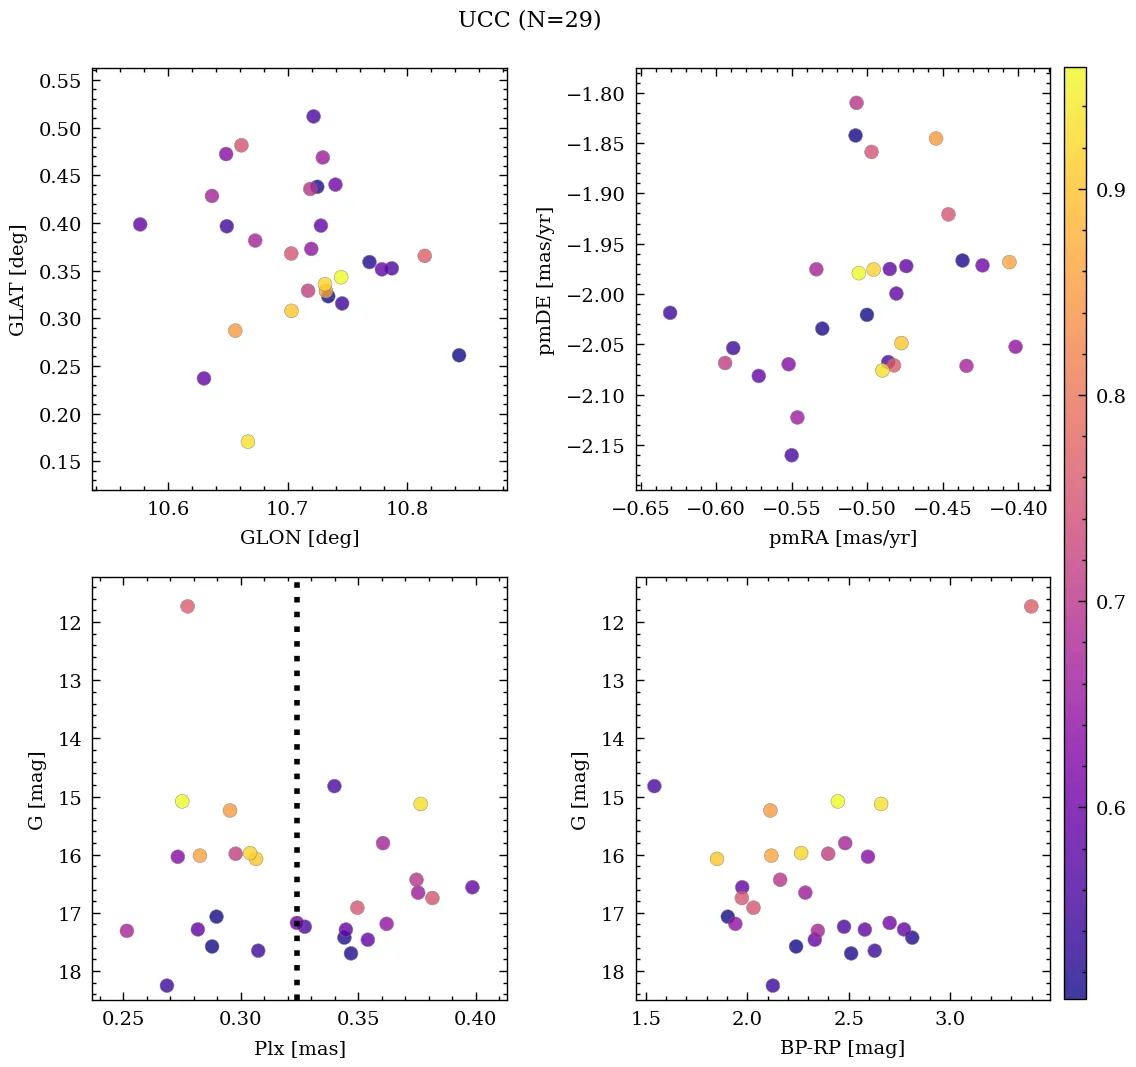 UCC (N=29)
0.55
0.50
0.45
0.40
0.35
0.30
0.25
0.20
0.15
GLAT [deg]
10.6 10.7 10.8
GLON [deg]
−1.80
−1.85
−1.90
−1.95
−2.00
−2.05
−2.10
−2.15
pmDE [mas/yr]
−0.65 −0.60 −0.55 −0.50 −0.45 −0.40
pmRA [mas/yr]
12
13
14
15
16
17
18
G [mag]
0.25 0.30 0.35 0.40
Plx [mas]
12
13
14
15
16
17
18
G [mag]
1.5 2.0 2.5 3.0
BP-RP [mag]
0.9
0.8
0.7
0.6